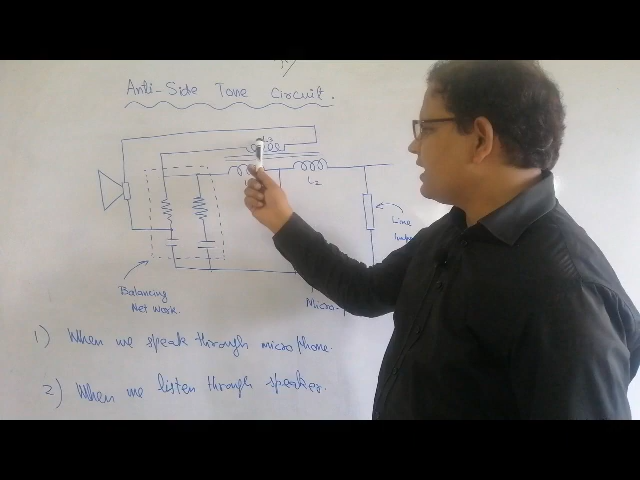 Anti-Side Tone Circuit.
L3
L2
Line
Balancing
Net work.
Micro-
1) When we speak through microphone.
2) When we listen through speaker.